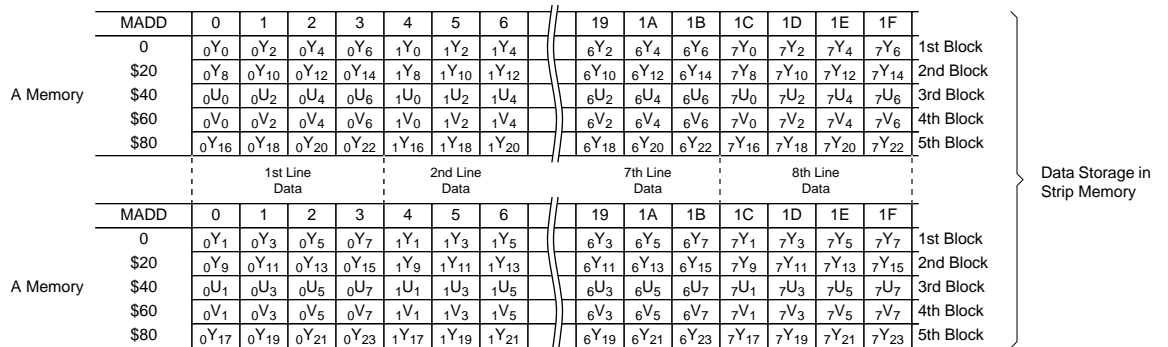 MADD 0 1 2 3 4 5 6 19 1A 1B 1C 1D 1E 1F
0 0Y0 0Y2 0Y4 0Y6 1Y0 1Y2 1Y4 6Y2 6Y4 6Y6 7Y0 7Y2 7Y4 7Y6 1st Block
$20 0Y8 0Y10 0Y12 0Y14 1Y8 1Y10 1Y12 6Y10 6Y12 6Y14 7Y8 7Y10 7Y12 7Y14 2nd Block
A Memory $40 0U0 0U2 0U4 0U6 1U0 1U2 1U4 6U2 6U4 6U6 7U0 7U2 7U4 7U6 3rd Block
$60 0V0 0V2 0V4 0V6 1V0 1V2 1V4 6V2 6V4 6V6 7V0 7V2 7V4 7V6 4th Block
$80 0Y16 0Y18 0Y20 0Y22 1Y16 1Y18 1Y20 6Y18 6Y20 6Y22 7Y16 7Y18 7Y20 7Y22 5th Block
1st Line 2nd Line 7th Line 8th Line
Data Data Data Data
Data Storage in
Strip Memory
MADD 0 1 2 3 4 5 6 19 1A 1B 1C 1D 1E 1F
0 0Y1 0Y3 0Y5 0Y7 1Y1 1Y3 1Y5 6Y3 6Y5 6Y7 7Y1 7Y3 7Y5 7Y7 1st Block
$20 0Y9 0Y11 0Y13 0Y15 1Y9 1Y11 1Y13 6Y11 6Y13 6Y15 7Y9 7Y11 7Y13 7Y15 2nd Block
A Memory $40 0U1 0U3 0U5 0U7 1U1 1U3 1U5 6U3 6U5 6U7 7U1 7U3 7U5 7U7 3rd Block
$60 0V1 0V3 0V5 0V7 1V1 1V3 1V5 6V3 6V5 6V7 7V1 7V3 7V5 7V7 4th Block
$80 0Y17 0Y19 0Y21 0Y23 1Y17 1Y19 1Y21 6Y19 6Y21 6Y23 7Y17 7Y19 7Y21 7Y23 5th Block